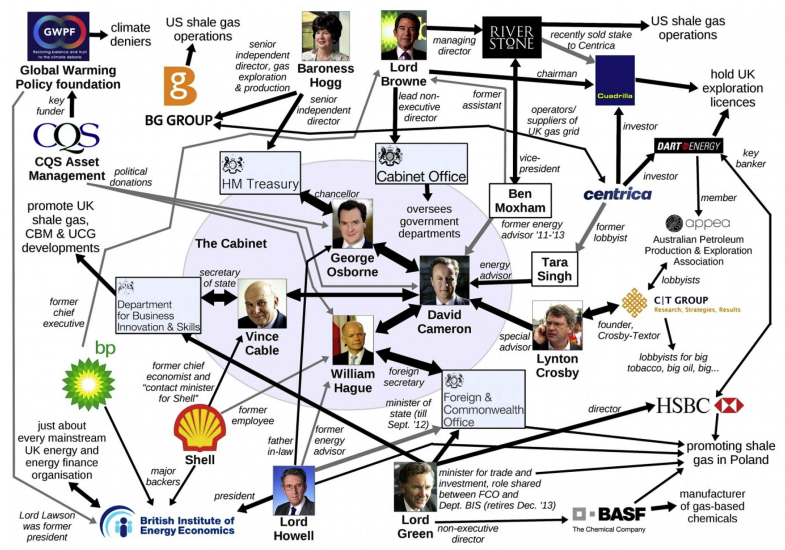 GWPF
Restoring balance and trust
to the climate debate
climate
deniers
Global Warming
Policy foundation
key
funder
CQS
CQS Asset
Management
political
donations
US shale gas
operations
BG GROUP
senior
independent
director, gas
exploration
& production
Baroness
Hogg
senior
independent
director
Lord
Browne
managing
director
RIVER
STONE
recently sold stake
to Centrica
US shale gas
operations
chairman
Cuadrilla
hold UK
exploration
licences
lead non-
executive
director
former
assistant
operators/
suppliers of
UK gas grid
investor
DART ENERGY
key
banker
HM Treasury
Cabinet Office
vice-
president
centrica
investor
member
chancellor
oversees
government
departments
Ben
Moxham
former energy
advisor '11-'13
former
lobbyist
appea
Australian Petroleum
Production & Exploration
Association
promote UK
shale gas,
CBM & UCG
developments
The Cabinet
George
Osborne
energy
advisor
Tara
Singh
lobbyists
secretary
of state
Department
for Business
Innovation & Skills
David
Cameron
C|T GROUP
Research, Strategies, Results
former
chief
executive
Vince
Cable
special
advisor
Lynton
Crosby
founder,
Crosby-Textor
bp
William
Hague
foreign
secretary
lobbyists for big
tobacco, big oil, big...
former chief
economist and
"contact minister
for Shell"
former
employee
minister of
state (till
Sept. '12)
Foreign &
Commonwealth
Office
director
HSBC
just about
every mainstream
UK energy and
energy finance
organisation
Shell
father
in-law
former
energy
advisor
promoting shale
gas in Poland
major
backers
president
minister for trade and
investment, role shared
between FCO and
Dept. BIS (retires Dec. '13)
Lord Lawson
was former
president
British Institute of
Energy Economics
Lord
Howell
Lord
Green
non-executive
director
BASF
The Chemical Company
manufacturer
of gas-based
chemicals